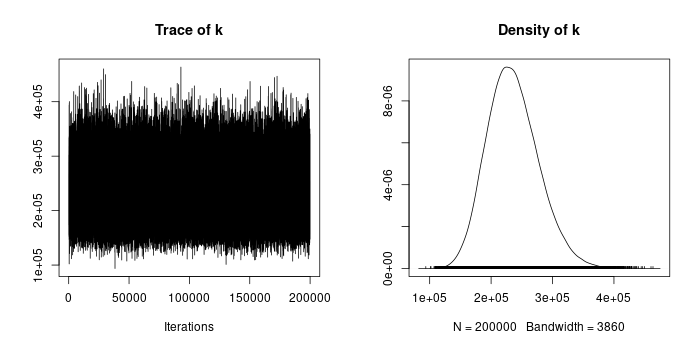 Trace of k
1e+05 2e+05 3e+05 4e+05
0 50000 100000 150000 200000
Iterations
Density of k
0e+00 4e-06 8e-06
1e+05 2e+05 3e+05 4e+05
N = 200000 Bandwidth = 3860